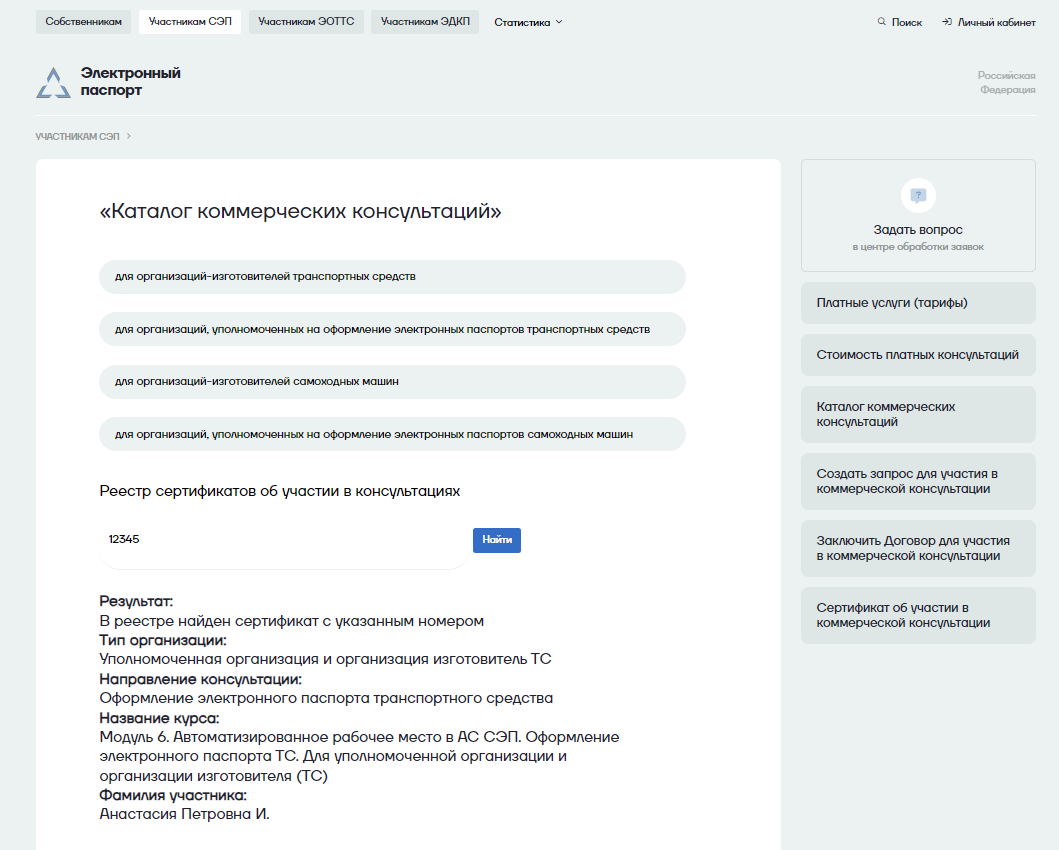 Собственникам
Участникам СЭП
Участникам ЭОТТС
Участникам ЭДКП
Статистика
Поиск
Личный кабинет
Электронный
паспорт
Российская
Федерация
УЧАСТНИКАМ СЭП
«Каталог коммерческих консультаций»
для организаций-изготовителей транспортных средств
для организаций, уполномоченных на оформление электронных паспортов транспортных средств
для организаций-изготовителей самоходных машин
для организаций, уполномоченных на оформление электронных паспортов самоходных машин
Реестр сертификатов об участии в консультациях
12345
Найти
Результат:
В реестре найден сертификат с указанным номером
Тип организации:
Уполномоченная организация и организация изготовитель ТС
Направление консультации:
Оформление электронного паспорта транспортного средства
Название курса:
Модуль 6. Автоматизированное рабочее место в АС СЭП. Оформление
электронного паспорта ТС. Для уполномоченной организации и
организации изготовителя (ТС)
Фамилия участника:
Анастасия Петровна И.
?
Задать вопрос
в центре обработки заявок
Платные услуги (тарифы)
Стоимость платных консультаций
Каталог коммерческих
консультаций
Создать запрос для участия в
коммерческой консультации
Заключить Договор для участия
в коммерческой консультации
Сертификат об участии в
коммерческой консультации